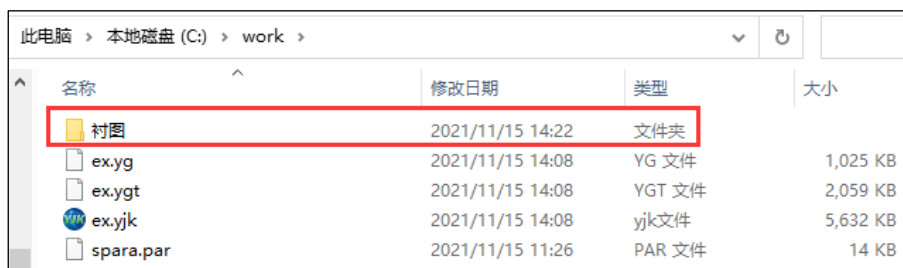 此电脑 > 本地磁盘 (C:) > work >
名称 修改日期 类型 大小
衬图 2021/11/15 14:22 文件夹
ex.yg 2021/11/15 14:08 YG 文件 1,025 KB
ex.ygt 2021/11/15 14:08 YGT 文件 2,059 KB
ex.yjk 2021/11/15 14:08 yjk文件 5,632 KB
spara.par 2021/11/15 11:26 PAR 文件 14 KB